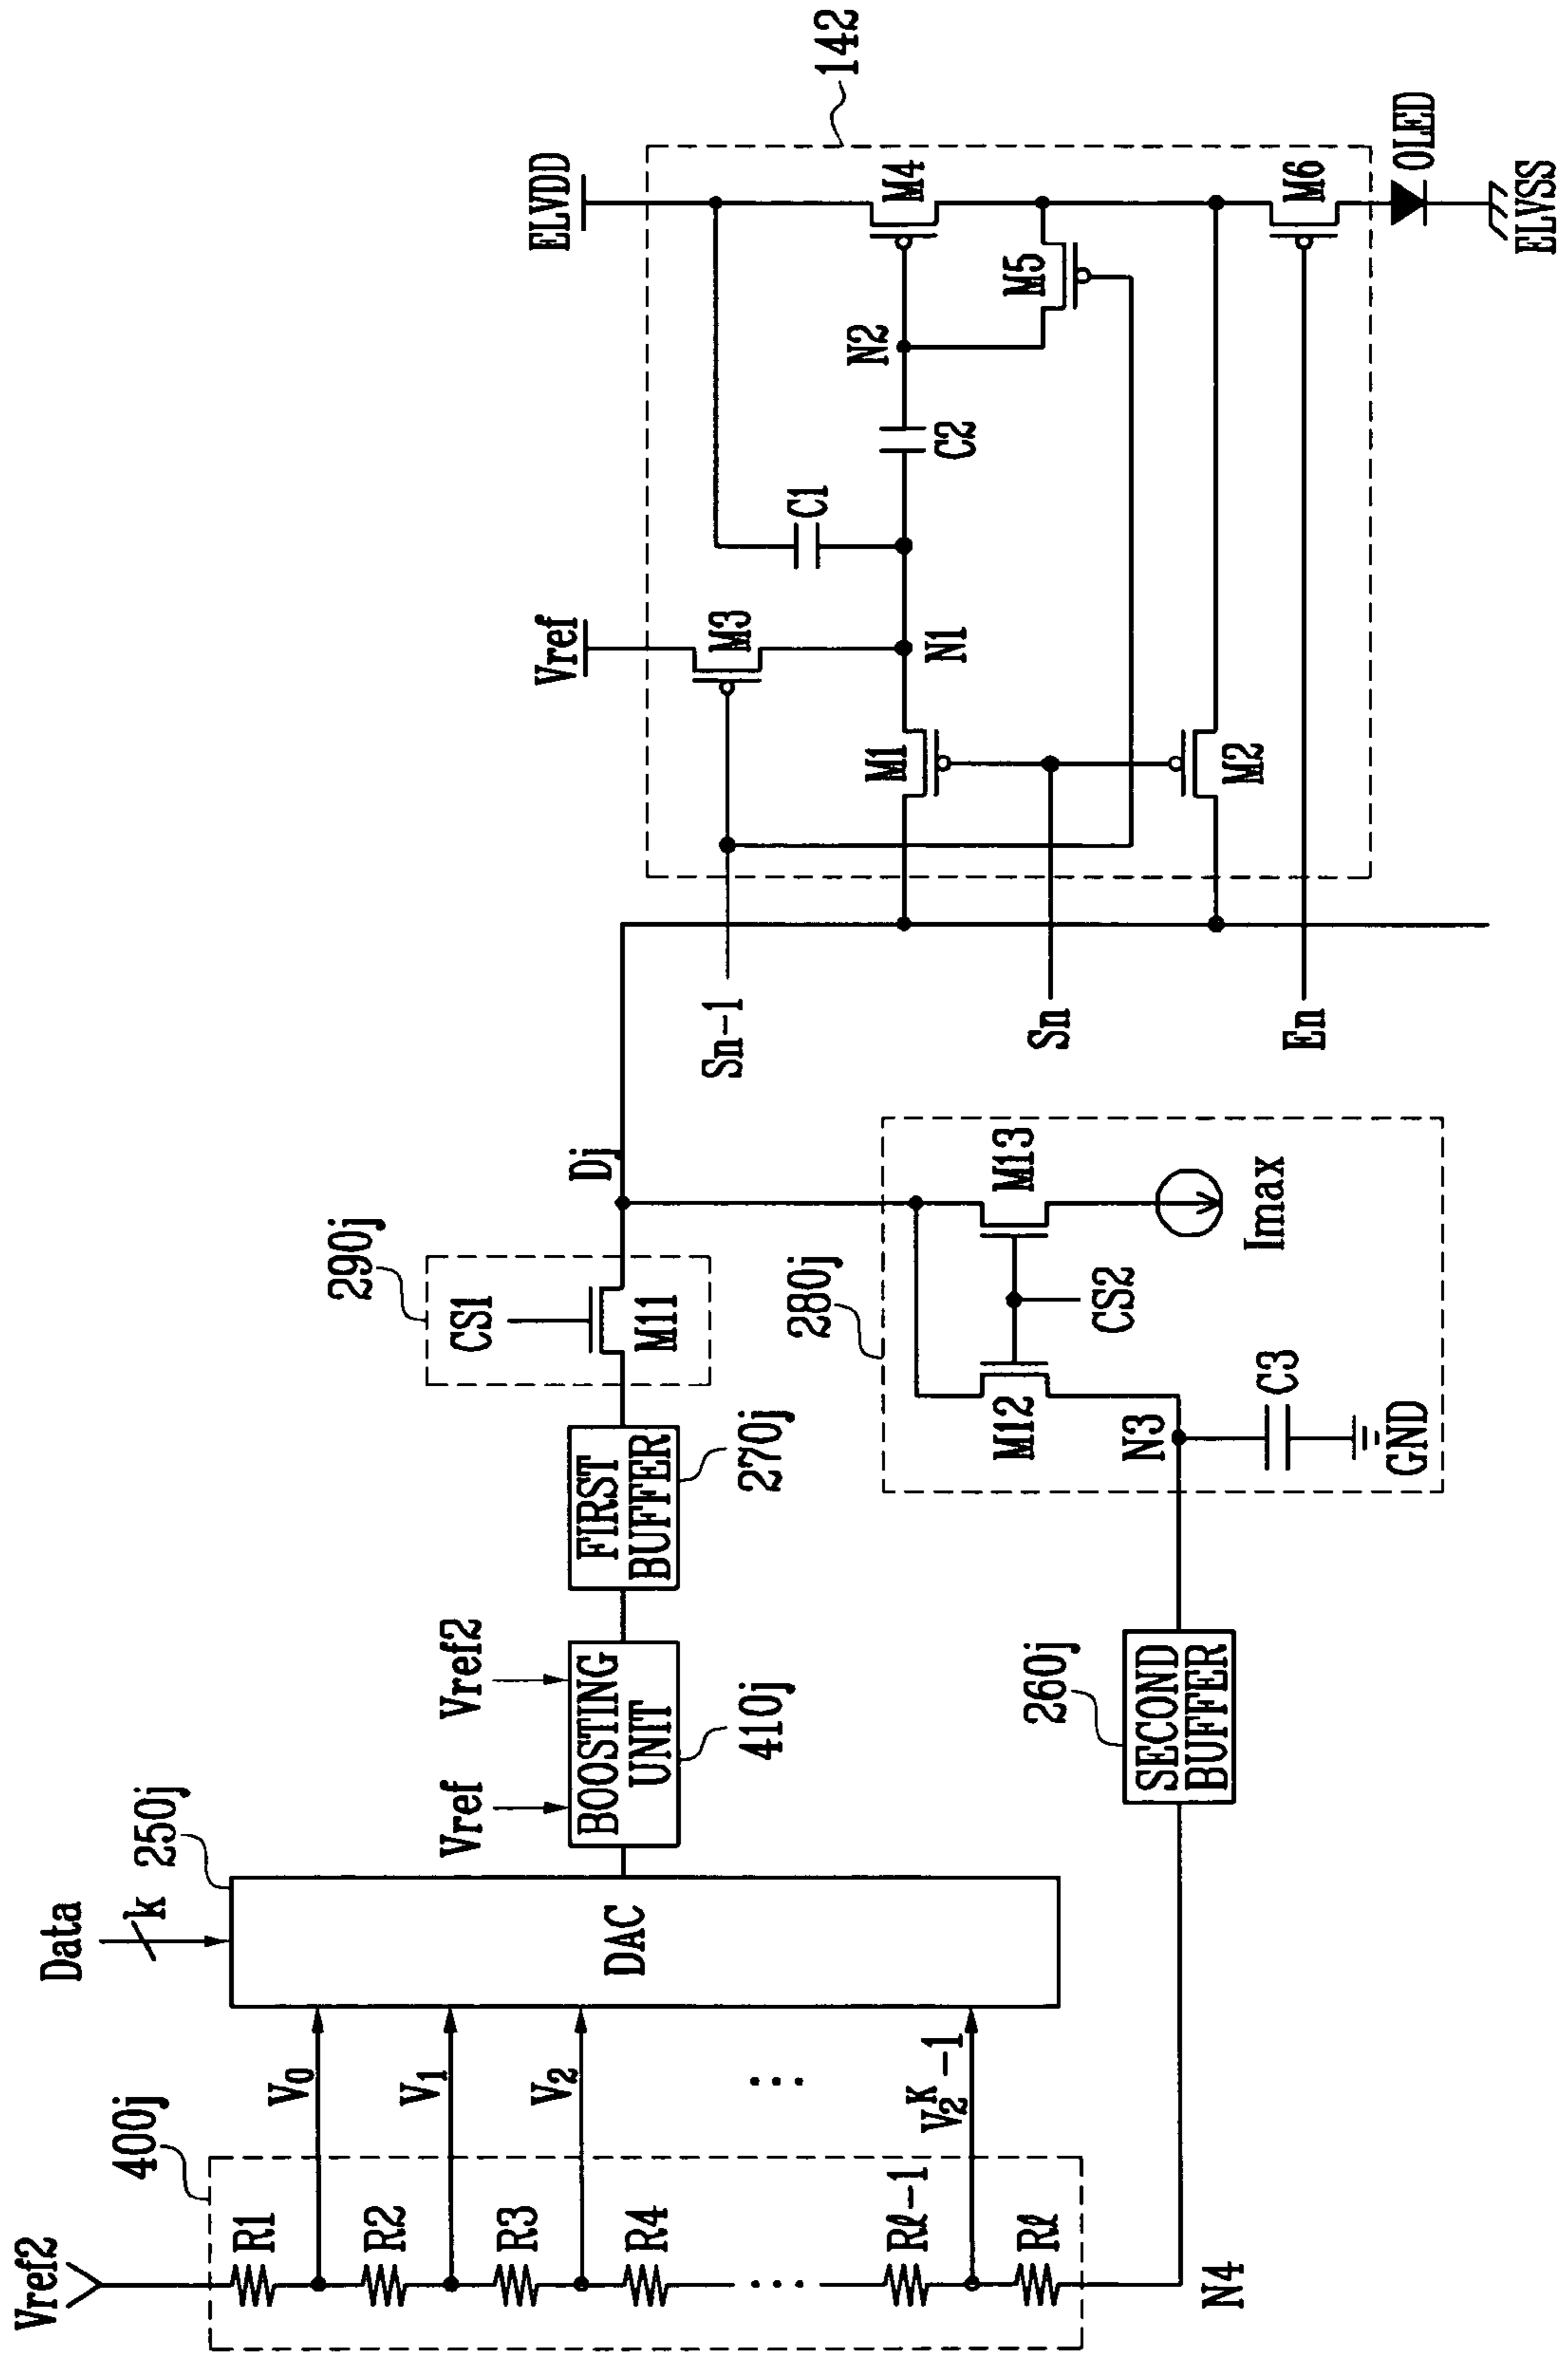 Vref2
400j
R1
R2
R3
R4
...
Rℓ-1
Rℓ
N4
V0
V1
V2
...
V2^K-1
Data
k
250j
DAC
Vref
Vref2
BOOSTING
UNIT
410j
FIRST
BUFFER
270j
SECOND
BUFFER
260j
290j
CS1
M11
Dj
280j
M12
M13
CS2
N3
C3
GND
Imax
Sn-1
Sn
En
142
Vref
ELVDD
M3
M1
M2
N1
C1
C2
N2
M4
M5
M6
OLED
ELVSS